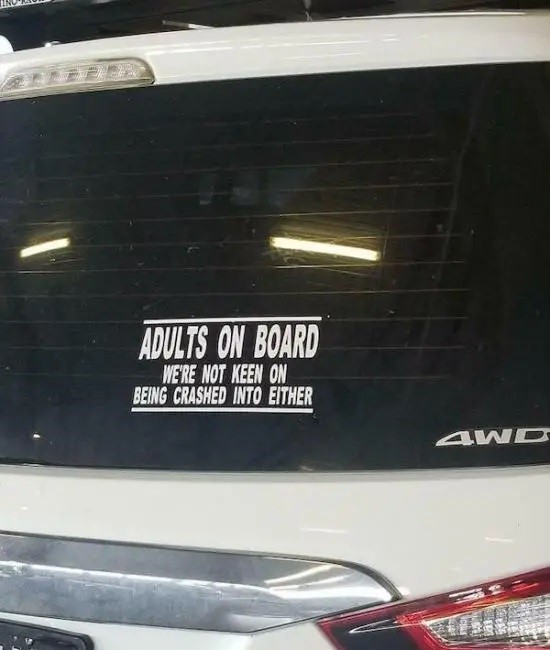 ADULTS ON BOARD
WE'RE NOT KEEN ON
BEING CRASHED INTO EITHER
4WD